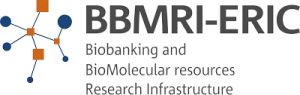 BBMRI-ERIC
Biobanking and
BioMolecular resources
Research Infrastructure